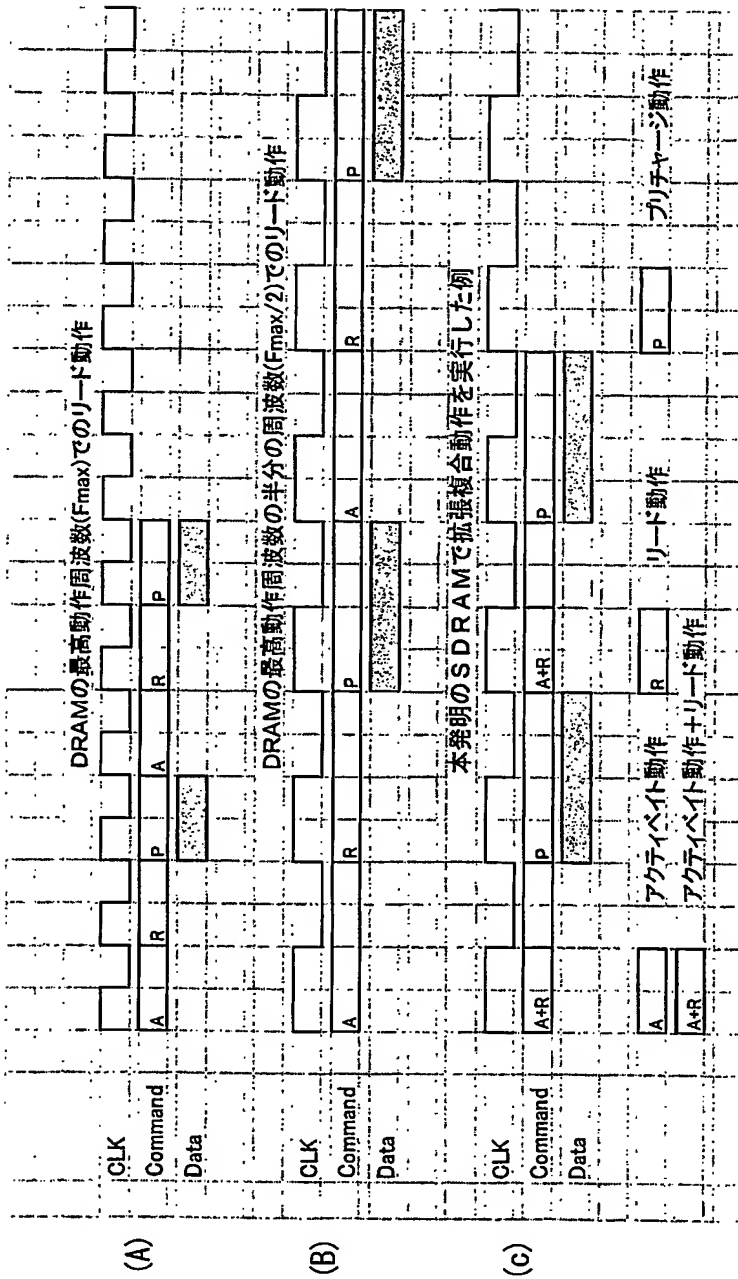 DRAMの最高動作周波数(Fmax)でのリード動作
(A)
CLK
Command A R P A R P
Data
DRAMの最高動作周波数の半分の周波数(Fmax/2)でのリード動作
(B)
CLK
Command A R P A R P
Data
本発明のSDRAMで拡張複合動作を実行した例
(C)
CLK
Command A+R P A+R P
Data
A アクティベイト動作 R リード動作 P プリチャージ動作
A+R アクティベイト動作+リード動作